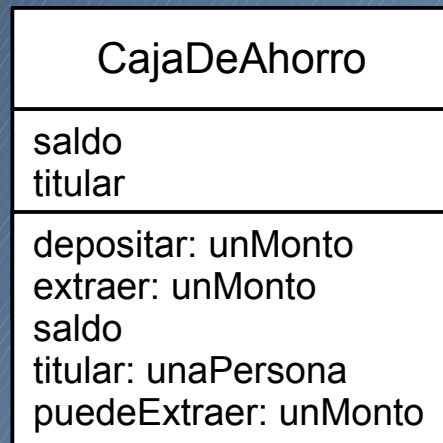 CajaDeAhorro
saldo
titular
depositar: unMonto
extraer: unMonto
saldo
titular: unaPersona
puedeExtraer: unMonto